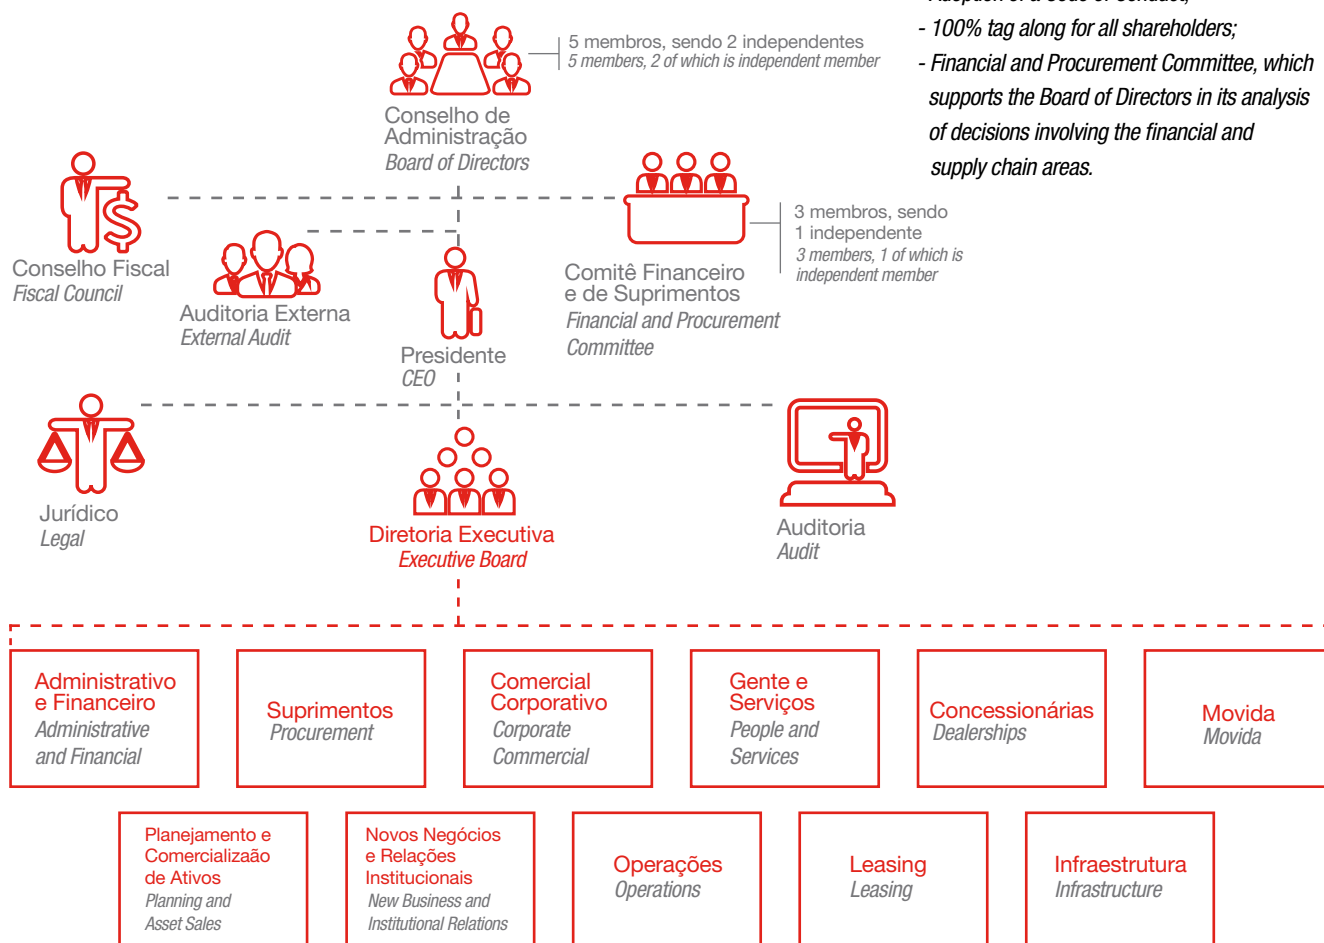 Adoption of a Code of Conduct;
- 100% tag along for all shareholders;
- Financial and Procurement Committee, which
supports the Board of Directors in its analysis
of decisions involving the financial and
supply chain areas.
5 membros, sendo 2 independentes
5 members, 2 of which is independent member
Conselho de
Administração
Board of Directors
Conselho Fiscal
Fiscal Council
Auditoria Externa
External Audit
Presidente
CEO
Comitê Financeiro
e de Suprimentos
Financial and Procurement
Committee
3 membros, sendo
1 independente
3 members, 1 of which is
independent member
Jurídico
Legal
Diretoria Executiva
Executive Board
Auditoria
Audit
Administrativo
e Financeiro
Administrative
and Financial
Suprimentos
Procurement
Comercial
Corporativo
Corporate
Commercial
Gente e
Serviços
People and
Services
Concessionárias
Dealerships
Movida
Movida
Planejamento e
Comercializaão
de Ativos
Planning and
Asset Sales
Novos Negócios
e Relações
Institucionais
New Business and
Institutional Relations
Operações
Operations
Leasing
Leasing
Infraestrutura
Infrastructure